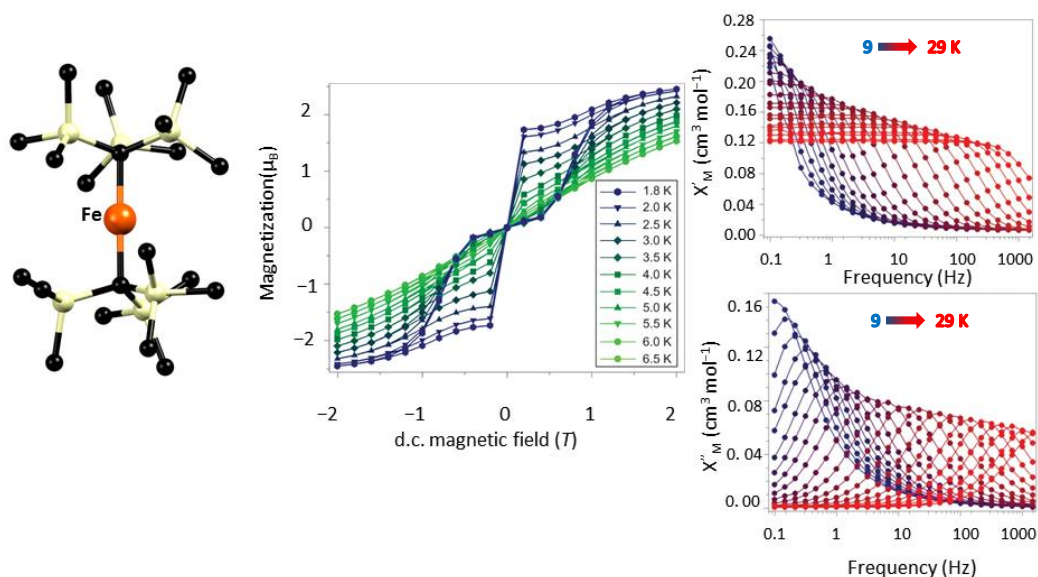 Fe
Magnetization(μB)
2
1
0
−1
−2
−2
−1
0
1
2
d.c. magnetic field (T)
1.8 K
2.0 K
2.5 K
3.0 K
3.5 K
4.0 K
4.5 K
5.0 K
5.5 K
6.0 K
6.5 K
X'M (cm3 mol−1)
0.28
0.24
0.20
0.16
0.12
0.08
0.04
0.00
9 29 K
0.1 1 10 100 1000
Frequency (Hz)
X"M (cm3 mol−1)
0.16
0.12
0.08
0.04
0.00
9 29 K
0.1 1 10 100 1000
Frequency (Hz)